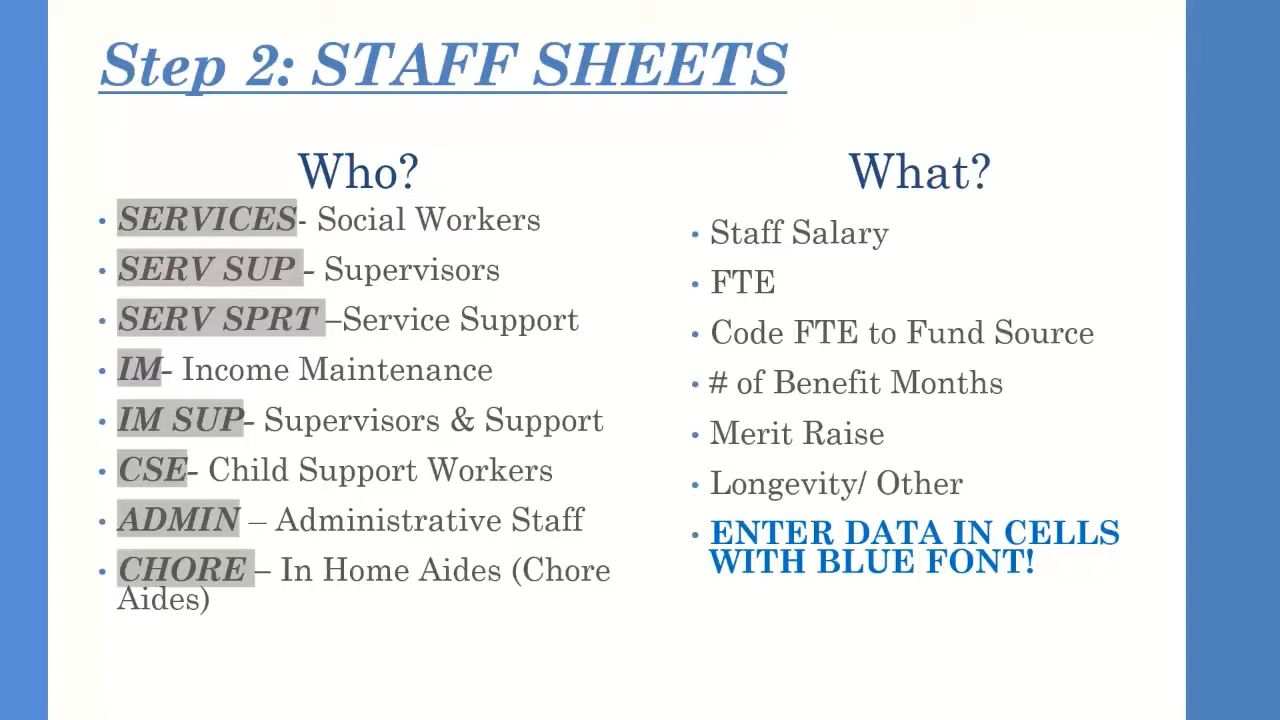 Step 2: STAFF SHEETS
Who?
• SERVICES- Social Workers
• SERV SUP - Supervisors
• SERV SPRT –Service Support
• IM- Income Maintenance
• IM SUP- Supervisors & Support
• CSE- Child Support Workers
• ADMIN – Administrative Staff
• CHORE – In Home Aides (Chore
Aides)
What?
• Staff Salary
• FTE
• Code FTE to Fund Source
• # of Benefit Months
• Merit Raise
• Longevity/ Other
• ENTER DATA IN CELLS
WITH BLUE FONT!